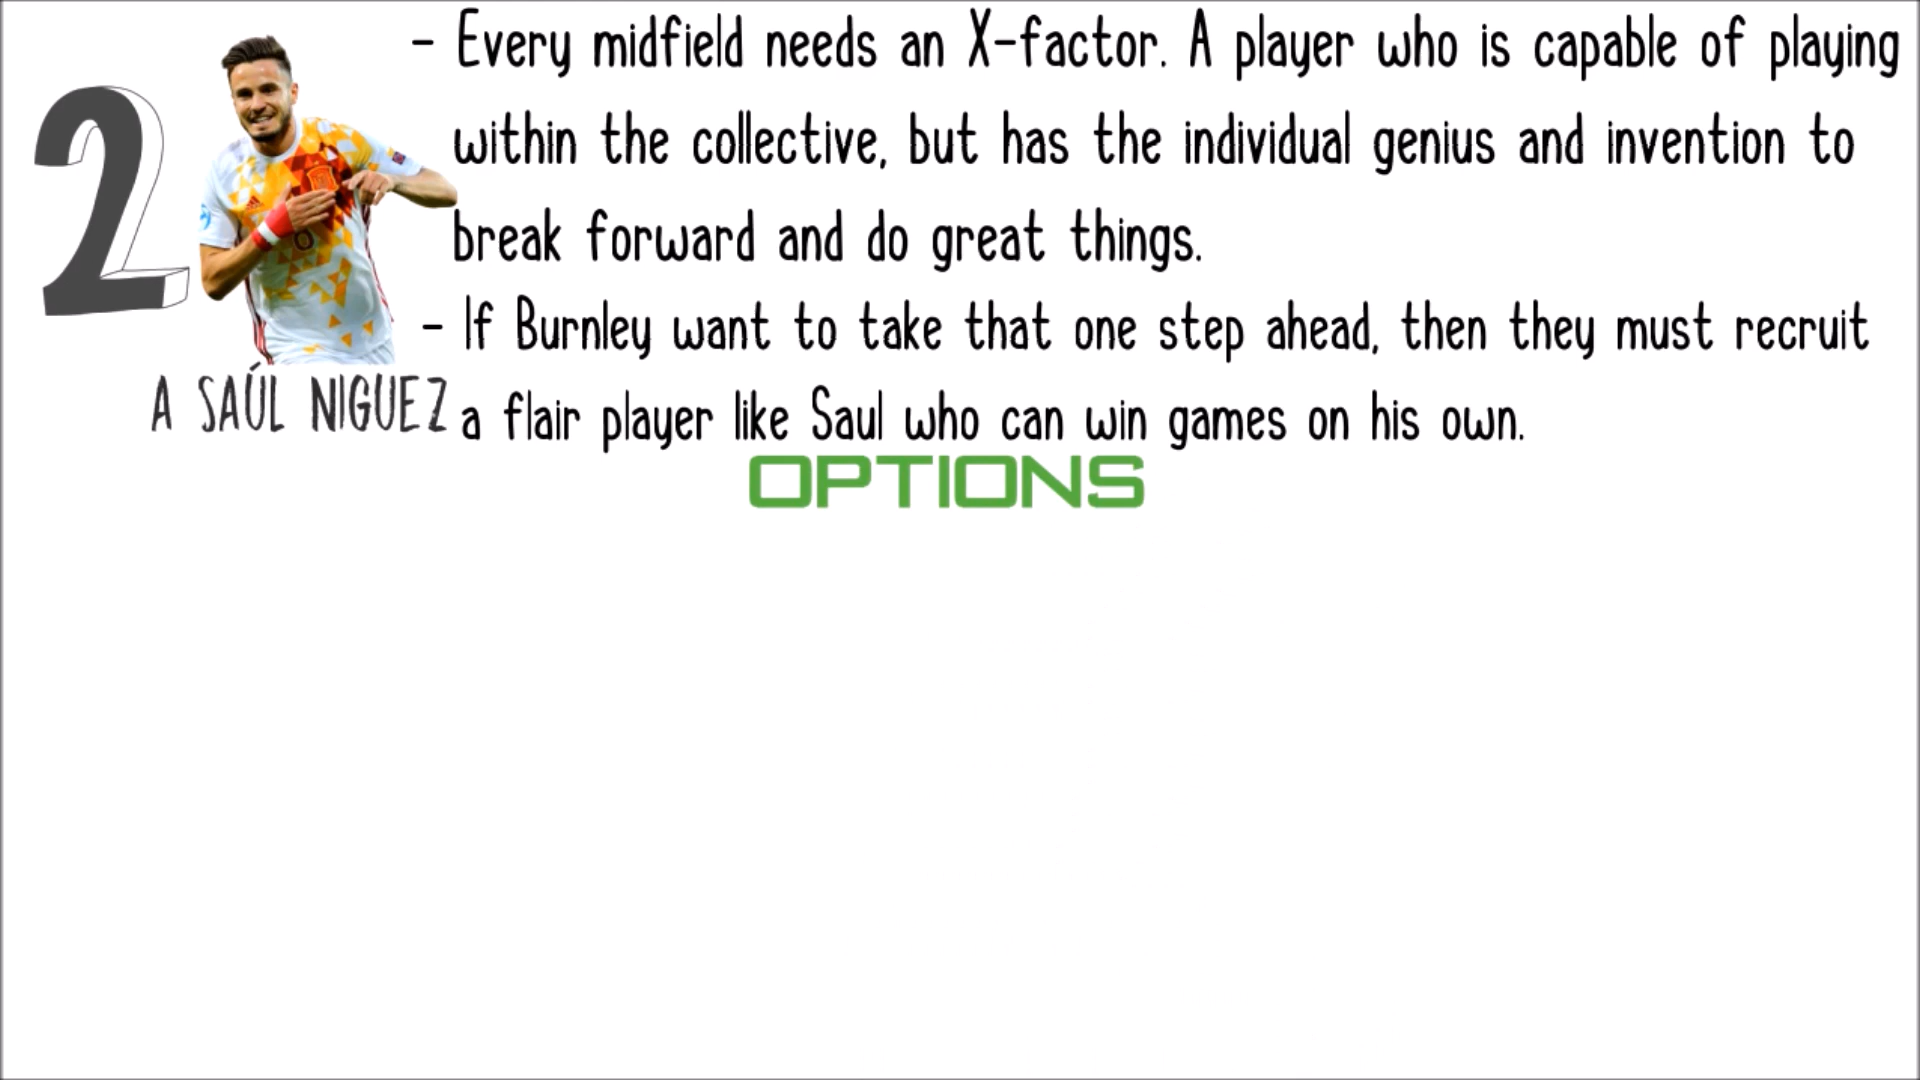 2
- Every midfield needs an X-factor. A player who is capable of playing
within the collective, but has the individual genius and invention to
break forward and do great things.
- If Burnley want to take that one step ahead, then they must recruit
a flair player like Saul who can win games on his own.
A SAÚL NIGUEZ
OPTIONS